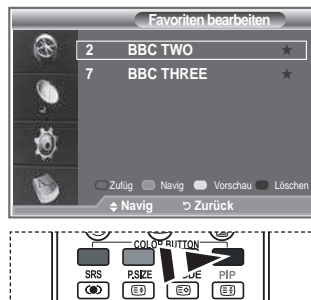 Favoriten bearbeiten
2 BBC TWO
7 BBC THREE
Zufüg Navig Vorschau Löschen
Navig Zurück
COLOR BUTTON
SRS P.SIZE PIP